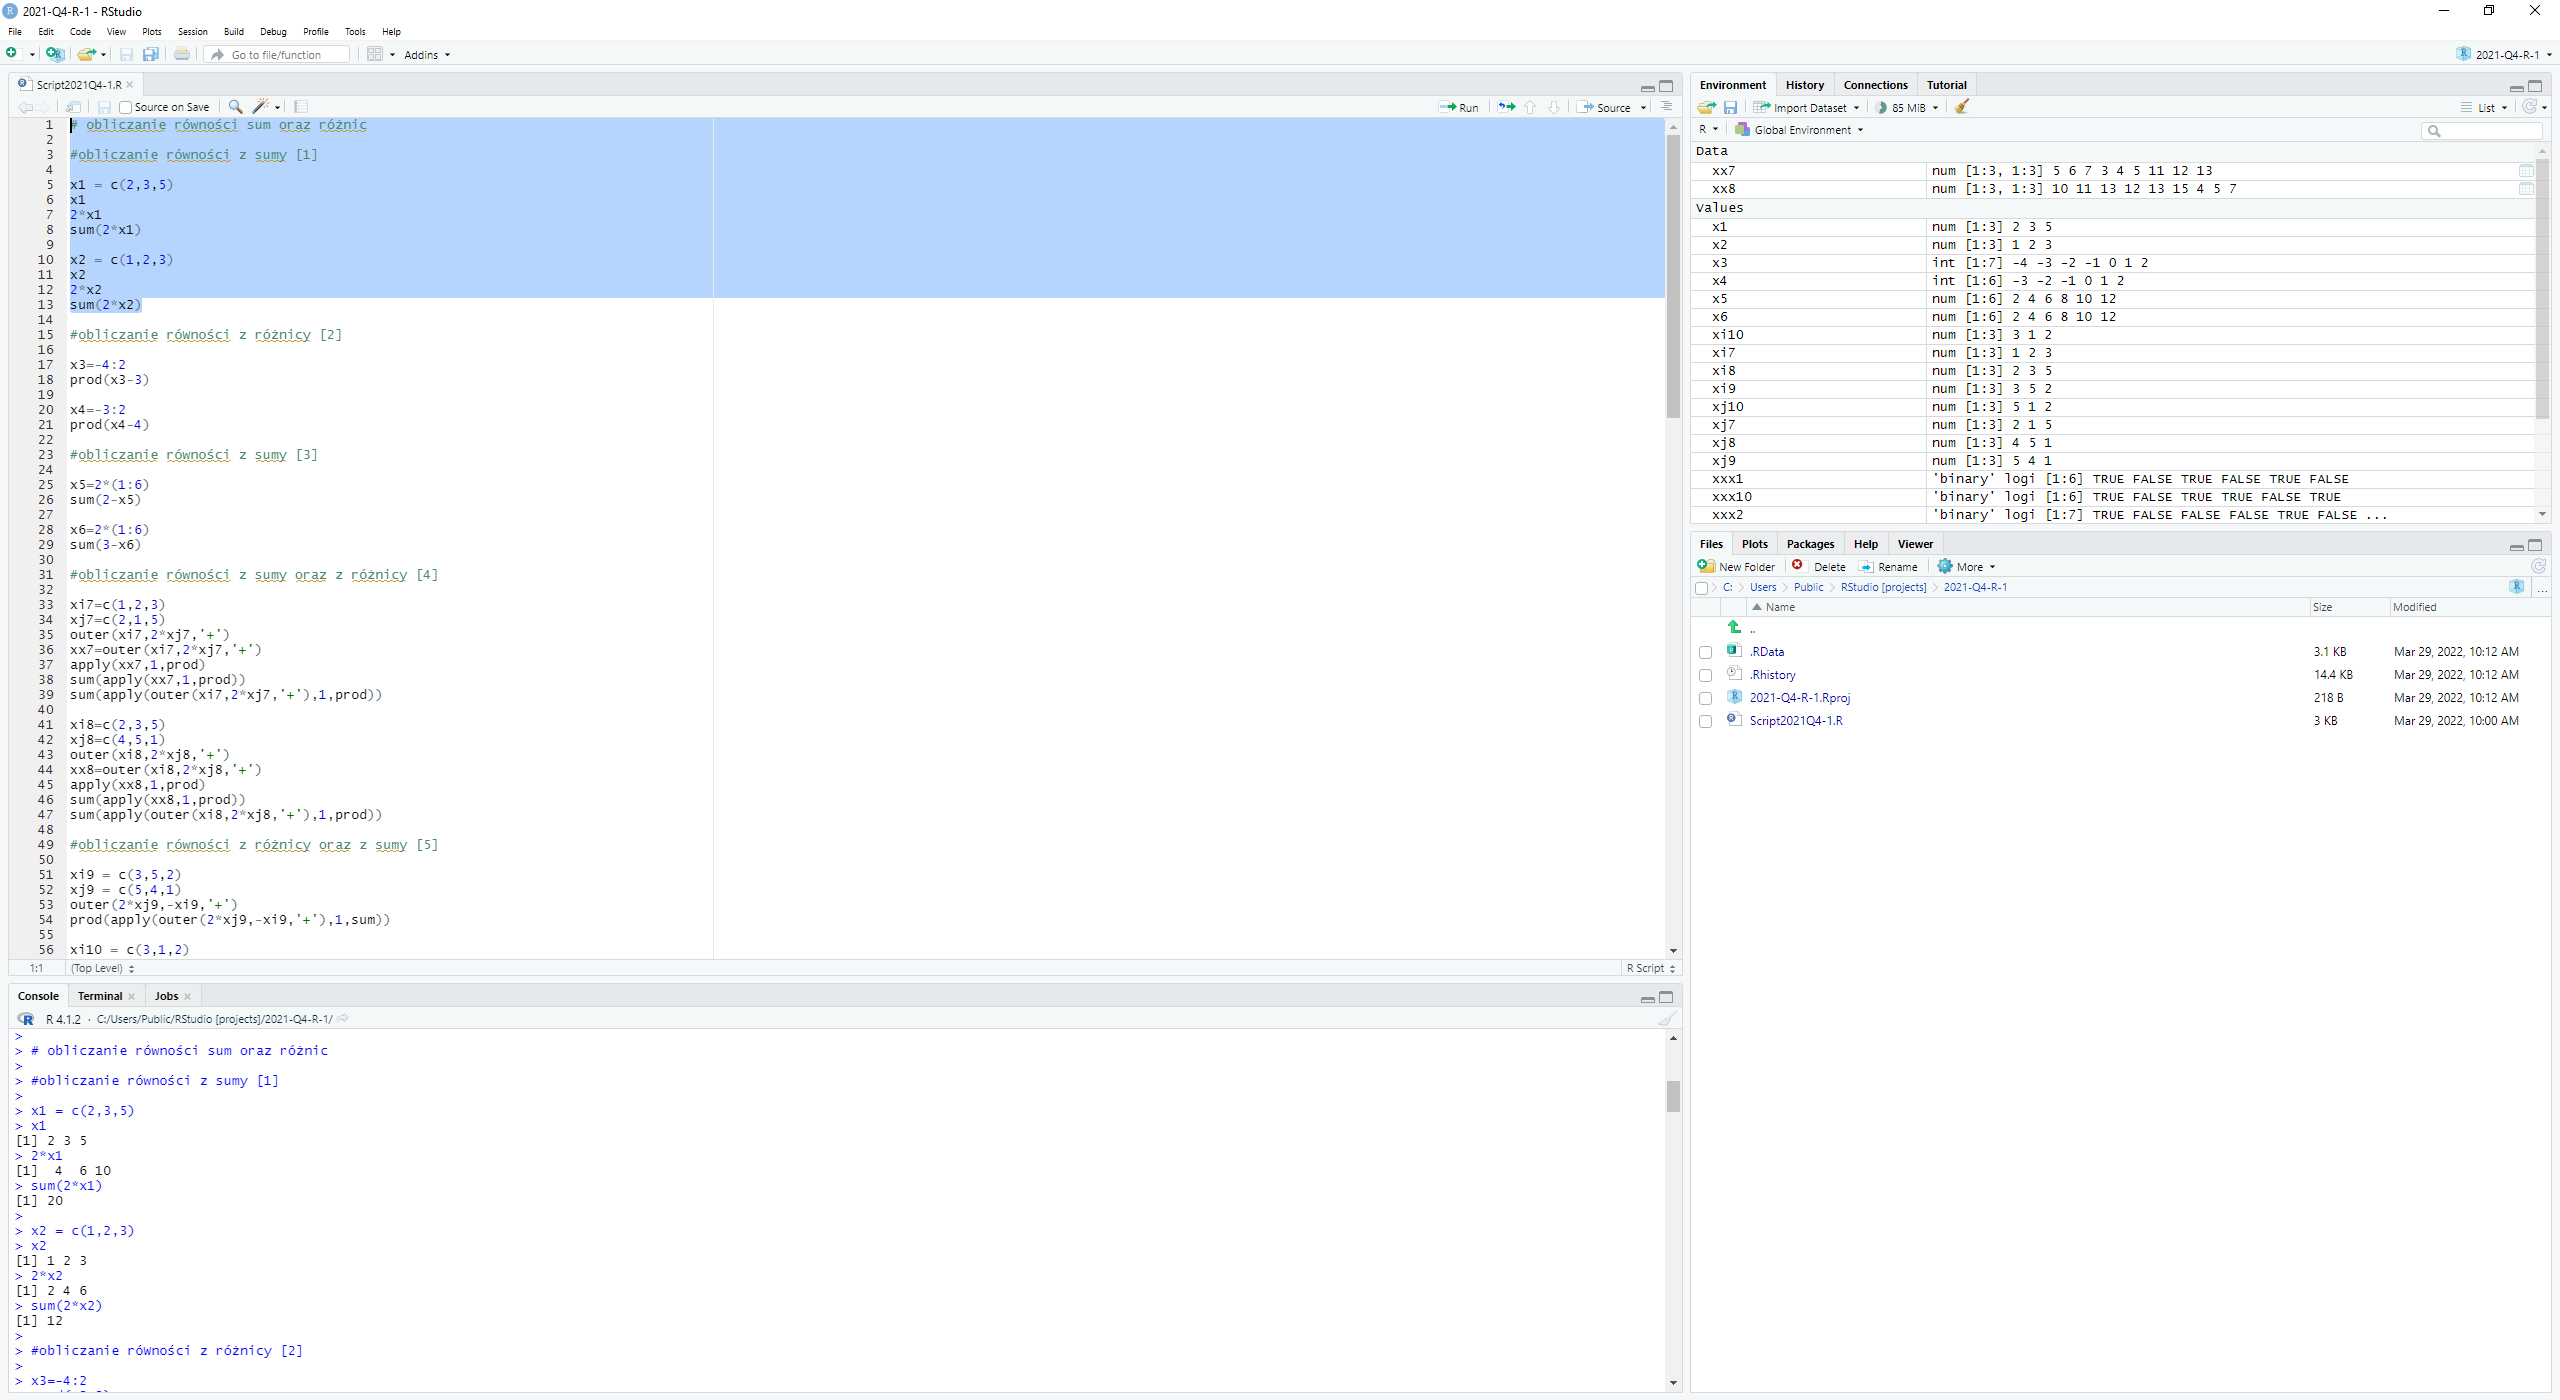 2021-Q4-R-1 - RStudio
File Edit Code View Plots Session Build Debug Profile Tools Help
Go to file/function Addins 2021-Q4-R-1
Script2021Q4-1.R
Source on Save Run Source
1 # obliczanie równości sum oraz różnic
2
3 #obliczanie równości z sumy [1]
4
5 x1 = c(2,3,5)
6 x1
7 2*x1
8 sum(2*x1)
9
10 x2 = c(1,2,3)
11 x2
12 2*x2
13 sum(2*x2)
14
15 #obliczanie równości z różnicy [2]
16
17 x3=-4:2
18 prod(x3-3)
19
20 x4=-3:2
21 prod(x4-4)
22
23 #obliczanie równości z sumy [3]
24
25 x5=2*(1:6)
26 sum(2-x5)
27
28 x6=2*(1:6)
29 sum(3-x6)
30
31 #obliczanie równości z sumy oraz z różnicy [4]
32
33 xi7=c(1,2,3)
34 xj7=c(2,1,5)
35 outer(xi7,2*xj7,'+')
36 xx7=outer(xi7,2*xj7,'+')
37 apply(xx7,1,prod)
38 sum(apply(xx7,1,prod))
39 sum(apply(outer(xi7,2*xj7,'+'),1,prod))
40
41 xi8=c(2,3,5)
42 xj8=c(4,5,1)
43 outer(xi8,2*xj8,'+')
44 xx8=outer(xi8,2*xj8,'+')
45 apply(xx8,1,prod)
46 sum(apply(xx8,1,prod))
47 sum(apply(outer(xi8,2*xj8,'+'),1,prod))
48
49 #obliczanie równości z różnicy oraz z sumy [5]
50
51 xi9 = c(3,5,2)
52 xj9 = c(5,4,1)
53 outer(2*xj9,-xi9,'+')
54 prod(apply(outer(2*xj9,-xi9,'+'),1,sum))
55
56 xi10 = c(3,1,2)
1:1 (Top Level) R Script
Console Terminal Jobs
R 4.1.2 · C:/Users/Public/RStudio [projects]/2021-Q4-R-1/
>
> # obliczanie równości sum oraz różnic
>
> #obliczanie równości z sumy [1]
>
> x1 = c(2,3,5)
> x1
[1] 2 3 5
> 2*x1
[1]  4  6 10
> sum(2*x1)
[1] 20
>
> x2 = c(1,2,3)
> x2
[1] 1 2 3
> 2*x2
[1] 2 4 6
> sum(2*x2)
[1] 12
>
> #obliczanie równości z różnicy [2]
>
> x3=-4:2
Environment History Connections Tutorial
Import Dataset 85 MiB List
R Global Environment
Data
xx7 num [1:3, 1:3] 5 6 7 3 4 5 11 12 13
xx8 num [1:3, 1:3] 10 11 13 12 13 15 4 5 7
Values
x1 num [1:3] 2 3 5
x2 num [1:3] 1 2 3
x3 int [1:7] -4 -3 -2 -1 0 1 2
x4 int [1:6] -3 -2 -1 0 1 2
x5 num [1:6] 2 4 6 8 10 12
x6 num [1:6] 2 4 6 8 10 12
xi10 num [1:3] 3 1 2
xi7 num [1:3] 1 2 3
xi8 num [1:3] 2 3 5
xi9 num [1:3] 3 5 2
xj10 num [1:3] 5 1 2
xj7 num [1:3] 2 1 5
xj8 num [1:3] 4 5 1
xj9 num [1:3] 5 4 1
xxx1 'binary' logi [1:6] TRUE FALSE TRUE FALSE TRUE FALSE
xxx10 'binary' logi [1:6] TRUE FALSE TRUE TRUE FALSE TRUE
xxx2 'binary' logi [1:7] TRUE FALSE FALSE FALSE TRUE FALSE ...
Files Plots Packages Help Viewer
New Folder Delete Rename More
C: Users Public RStudio [projects] 2021-Q4-R-1 ...
Name Size Modified
..
.RData 3.1 KB Mar 29, 2022, 10:12 AM
.Rhistory 14.4 KB Mar 29, 2022, 10:12 AM
2021-Q4-R-1.Rproj 218 B Mar 29, 2022, 10:12 AM
Script2021Q4-1.R 3 KB Mar 29, 2022, 10:00 AM